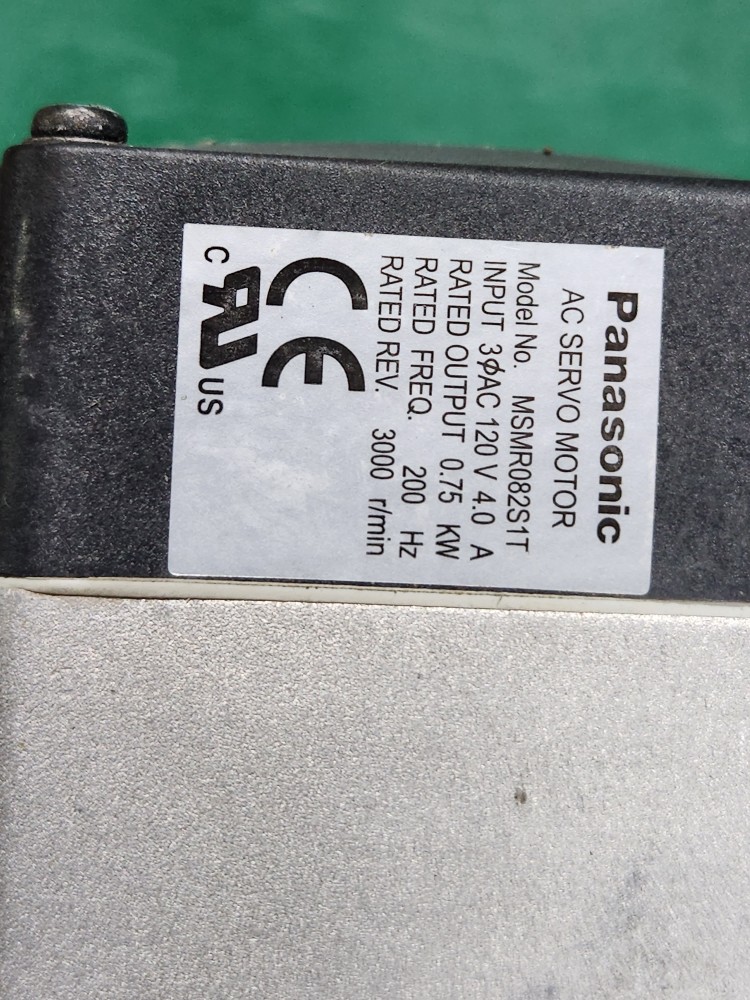 Panasonic
AC SERVO MOTOR
Model No. MSMR082S1T
INPUT 3ϕAC 120 V 4.0 A
RATED OUTPUT 0.75 KW
RATED FREQ. 200 Hz
RATED REV. 3000 r/min
CE
C RU US